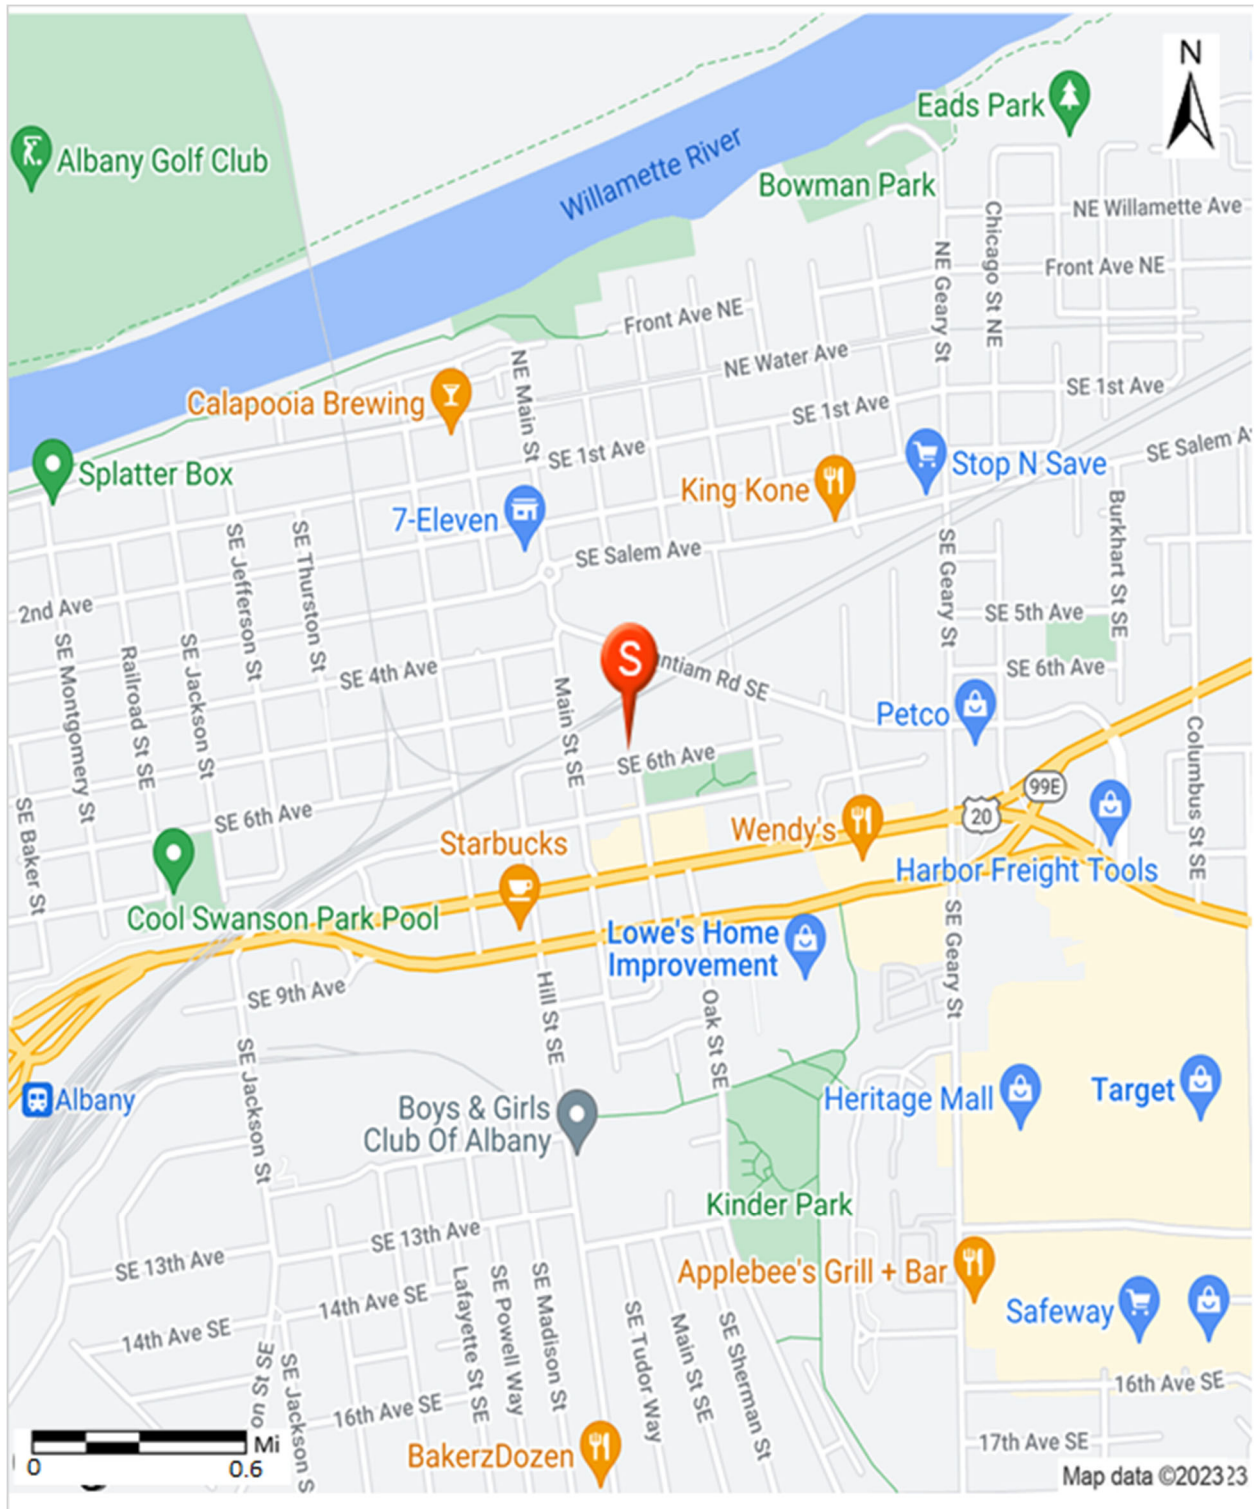 N
Eads Park
Albany Golf Club
Willamette River
Bowman Park
NE Willamette Ave
Chicago St NE
NE Geary St
Front Ave NE
Front Ave NE
NE Water Ave
NE Main St
SE 1st Ave
Calapooia Brewing
SE 1st Ave
SE 1st Ave
SE Salem A
Stop N Save
Splatter Box
King Kone
7-Eleven
Burkhart St SE
SE Jefferson St
SE Thurston St
SE Salem Ave
SE Geary St
2nd Ave
SE 5th Ave
SE Montgomery St
Railroad St SE
SE Jackson St
SE 4th Ave
S
ntiam Rd SE
SE 6th Ave
Main St SE
Petco
Columbus St SE
SE 6th Ave
99E
SE Baker St
SE 6th Ave
20
Starbucks
Wendy's
Harbor Freight Tools
Cool Swanson Park Pool
Lowe's Home
Improvement
SE Geary St
SE 9th Ave
Hill St SE
Oak St SE
SE Jackson St
Albany
Heritage Mall
Target
Boys & Girls
Club Of Albany
Kinder Park
SE 13th Ave
SE 13th Ave
Applebee's Grill + Bar
Safeway
14th Ave SE
14th Ave SE
Lafayette St SE
SE Powell Way
SE Madison St
SE Tudor Way
Main St SE
SE Sherman St
on St SE
SE Jackson S
16th Ave SE
16th Ave SE
17th Ave SE
BakerzDozen
Mi
0 0.6
Map data ©2023 23